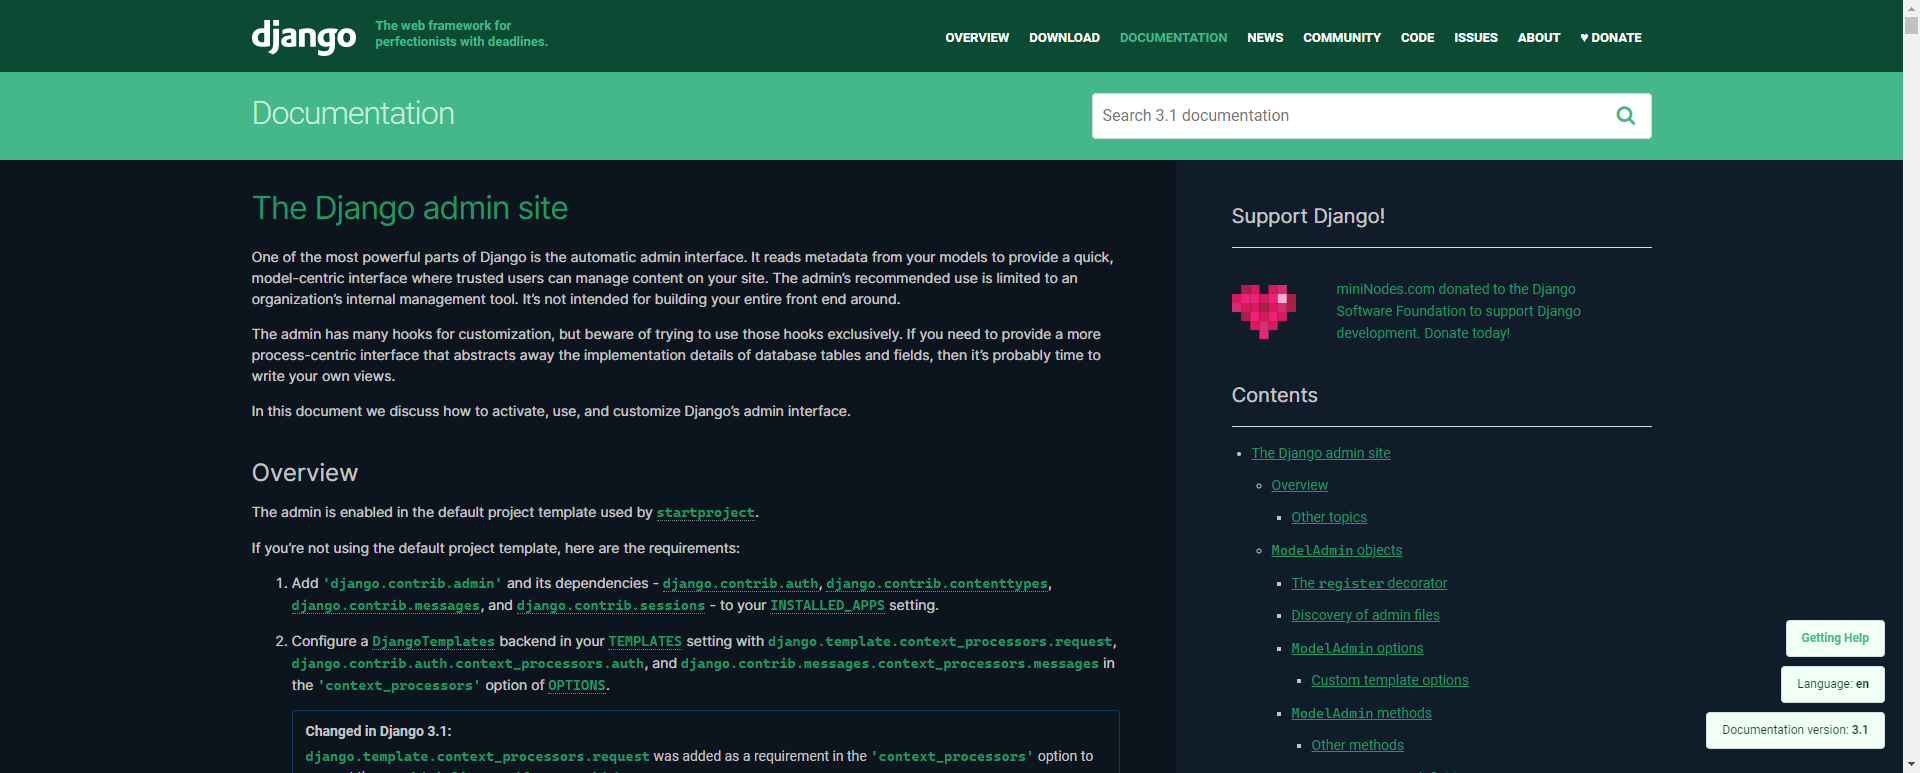 django
The web framework for
perfectionists with deadlines.
OVERVIEW DOWNLOAD DOCUMENTATION NEWS COMMUNITY CODE ISSUES ABOUT ♥ DONATE
Documentation
Search 3.1 documentation
The Django admin site
One of the most powerful parts of Django is the automatic admin interface. It reads metadata from your models to provide a quick,
model-centric interface where trusted users can manage content on your site. The admin’s recommended use is limited to an
organization’s internal management tool. It’s not intended for building your entire front end around.
The admin has many hooks for customization, but beware of trying to use those hooks exclusively. If you need to provide a more
process-centric interface that abstracts away the implementation details of database tables and fields, then it’s probably time to
write your own views.
In this document we discuss how to activate, use, and customize Django’s admin interface.
Overview
The admin is enabled in the default project template used by startproject.
If you’re not using the default project template, here are the requirements:
1. Add 'django.contrib.admin' and its dependencies - django.contrib.auth, django.contrib.contenttypes,
django.contrib.messages, and django.contrib.sessions - to your INSTALLED_APPS setting.
2. Configure a DjangoTemplates backend in your TEMPLATES setting with django.template.context_processors.request,
django.contrib.auth.context_processors.auth, and django.contrib.messages.context_processors.messages in
the 'context_processors' option of OPTIONS.
Changed in Django 3.1:
django.template.context_processors.request was added as a requirement in the 'context_processors' option to
Support Django!
miniNodes.com donated to the Django
Software Foundation to support Django
development. Donate today!
Contents
The Django admin site
Overview
Other topics
ModelAdmin objects
The register decorator
Discovery of admin files
ModelAdmin options
Custom template options
ModelAdmin methods
Other methods
Getting Help
Language: en
Documentation version: 3.1